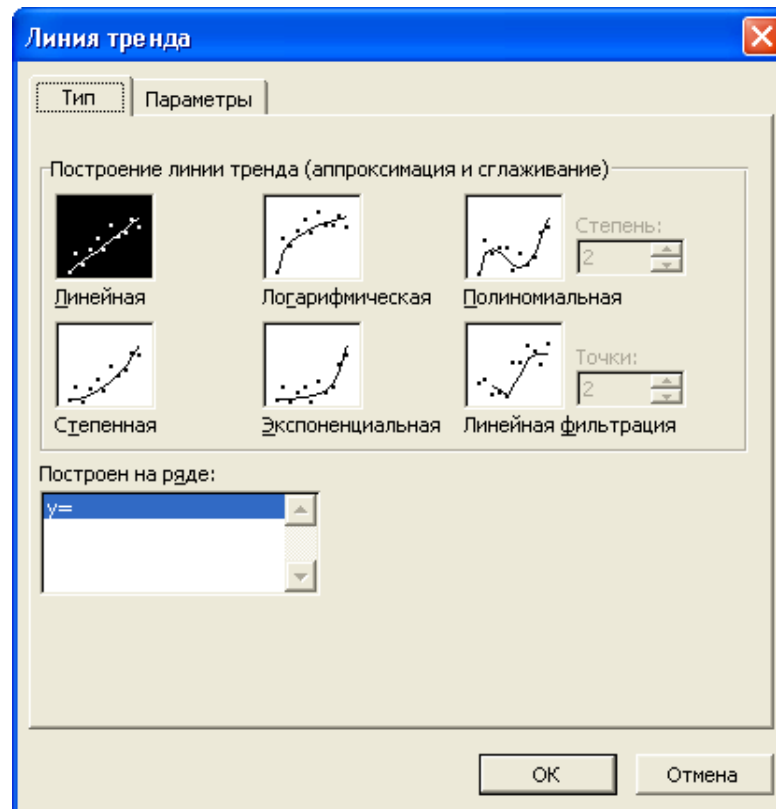 Линия тренда
Тип Параметры
Построение линии тренда (аппроксимация и сглаживание)
Степень:
2
Линейная Логарифмическая Полиномиальная
Точки:
2
Степенная Экспоненциальная Линейная фильтрация
Построен на ряде:
y=
ОК Отмена